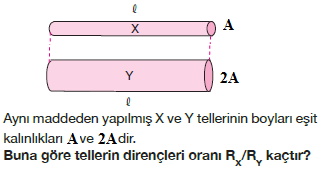 ℓ
X A
Y 2A
ℓ
Aynı maddeden yapılmış X ve Y tellerinin boyları eşit
kalınlıkları A ve 2A dir.
Buna göre tellerin dirençleri oranı R_X/R_Y kaçtır?